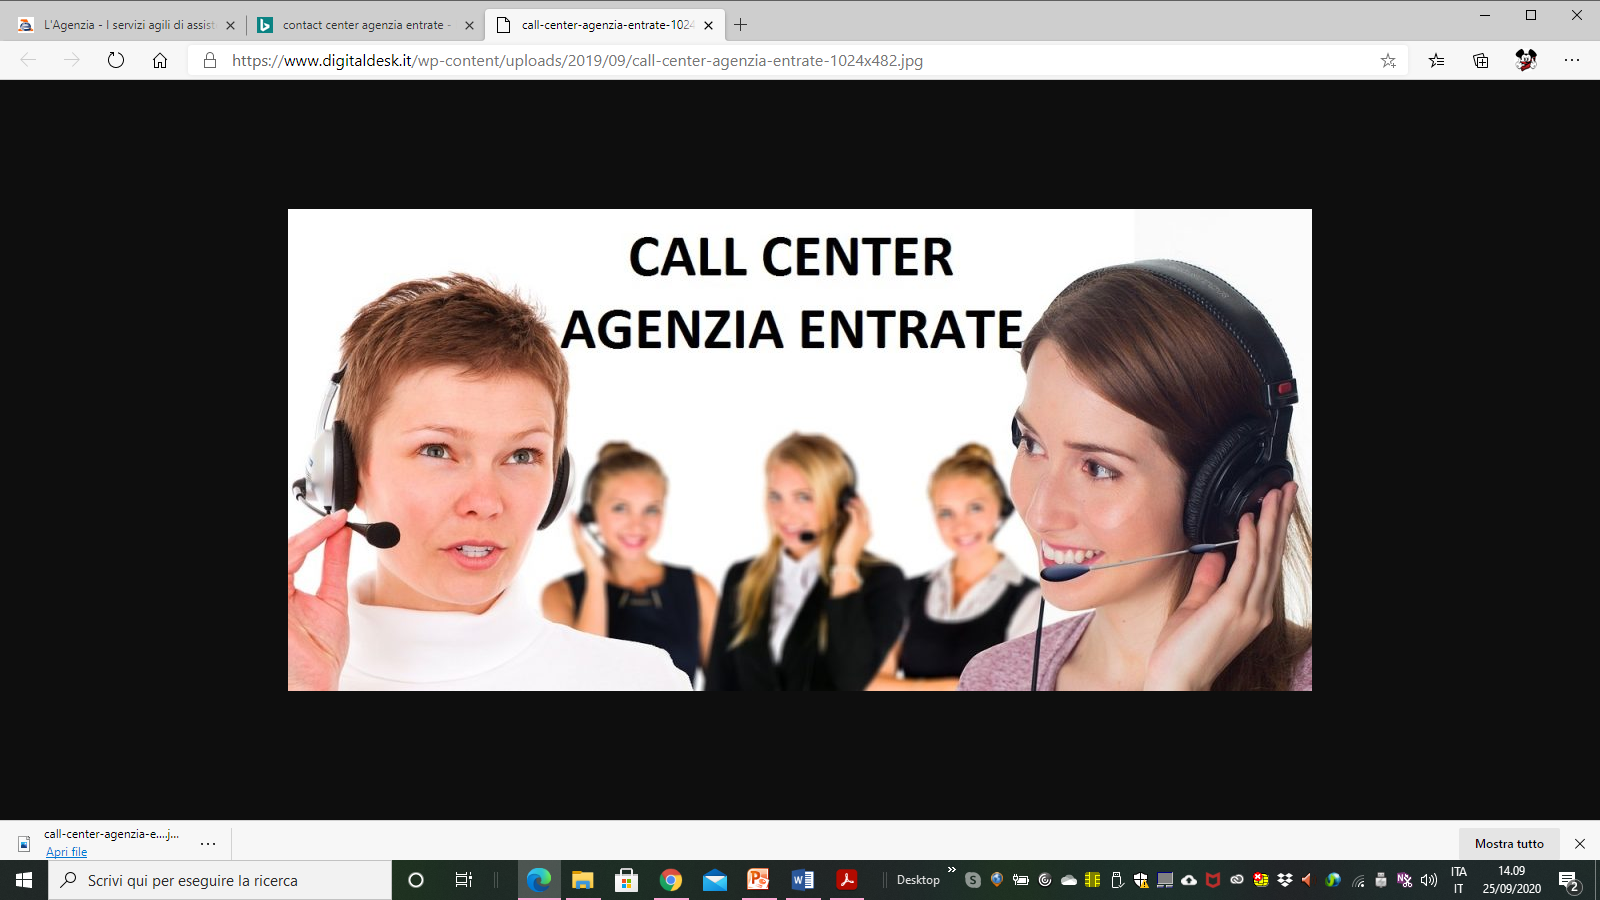 L'Agenzia - I servizi agili di assist
contact center agenzia entrate -
call-center-agenzia-entrate-1024
https://www.digitaldesk.it/wp-content/uploads/2019/09/call-center-agenzia-entrate-1024x482.jpg
CALL CENTER
AGENZIA ENTRATE
call-center-agenzia-e....j...
Apri file
Mostra tutto
Scrivi qui per eseguire la ricerca
Desktop
ITA
IT
14.09
25/09/2020
2